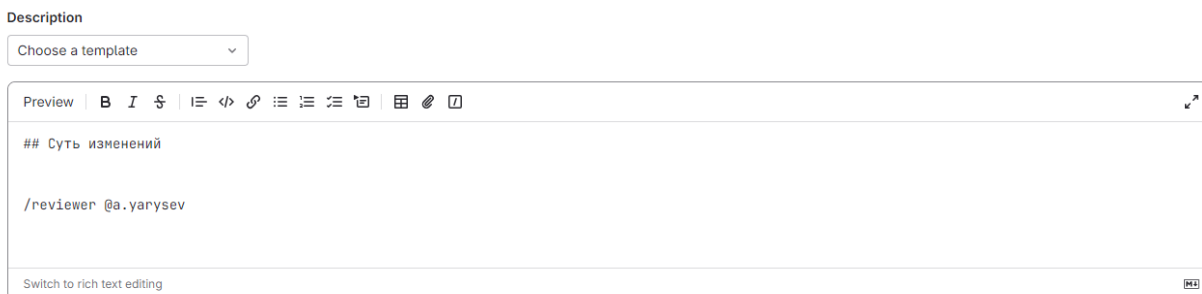 Description
Choose a template
Preview
## Суть изменений
/reviewer @a.yarysev
Switch to rich text editing